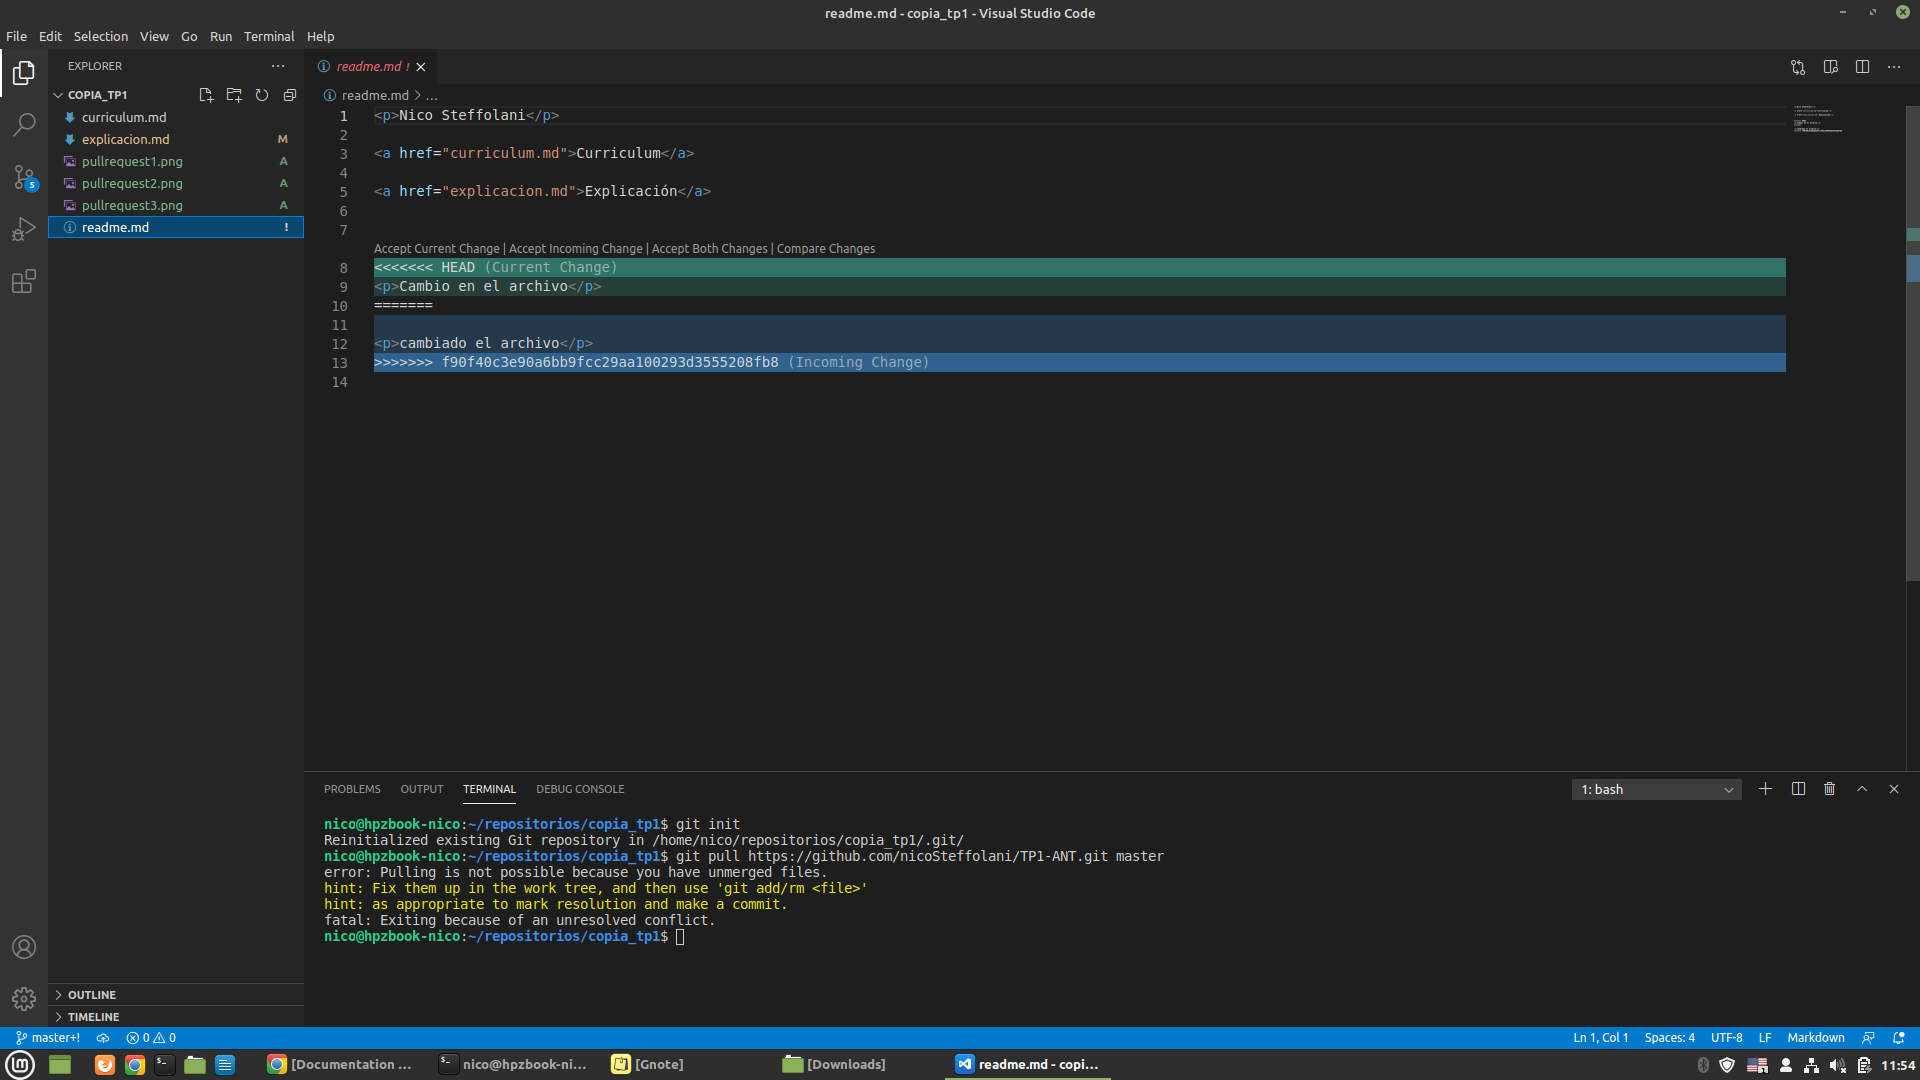 readme.md - copia_tp1 - Visual Studio Code
File Edit Selection View Go Run Terminal Help
EXPLORER
COPIA_TP1
curriculum.md
explicacion.md M
pullrequest1.png A
pullrequest2.png A
pullrequest3.png A
readme.md !
OUTLINE
TIMELINE
5
readme.md !
readme.md > ...
1 <p>Nico Steffolani</p>
2
3 <a href="curriculum.md">Curriculum</a>
4
5 <a href="explicacion.md">Explicación</a>
6
7
Accept Current Change | Accept Incoming Change | Accept Both Changes | Compare Changes
8 <<<<<<< HEAD (Current Change)
9 <p>Cambio en el archivo</p>
10 =======
11
12 <p>cambiado el archivo</p>
13 >>>>>>> f90f40c3e90a6bb9fcc29aa100293d3555208fb8 (Incoming Change)
14
PROBLEMS OUTPUT TERMINAL DEBUG CONSOLE
1: bash
nico@hpzbook-nico:~/repositorios/copia_tp1$ git init
Reinitialized existing Git repository in /home/nico/repositorios/copia_tp1/.git/
nico@hpzbook-nico:~/repositorios/copia_tp1$ git pull https://github.com/nicoSteffolani/TP1-ANT.git master
error: Pulling is not possible because you have unmerged files.
hint: Fix them up in the work tree, and then use 'git add/rm <file>'
hint: as appropriate to mark resolution and make a commit.
fatal: Exiting because of an unresolved conflict.
nico@hpzbook-nico:~/repositorios/copia_tp1$
master+! 0 0
Ln 1, Col 1 Spaces: 4 UTF-8 LF Markdown
[Documentation ... nico@hpzbook-ni... [Gnote] [Downloads] readme.md - copi... 11:54